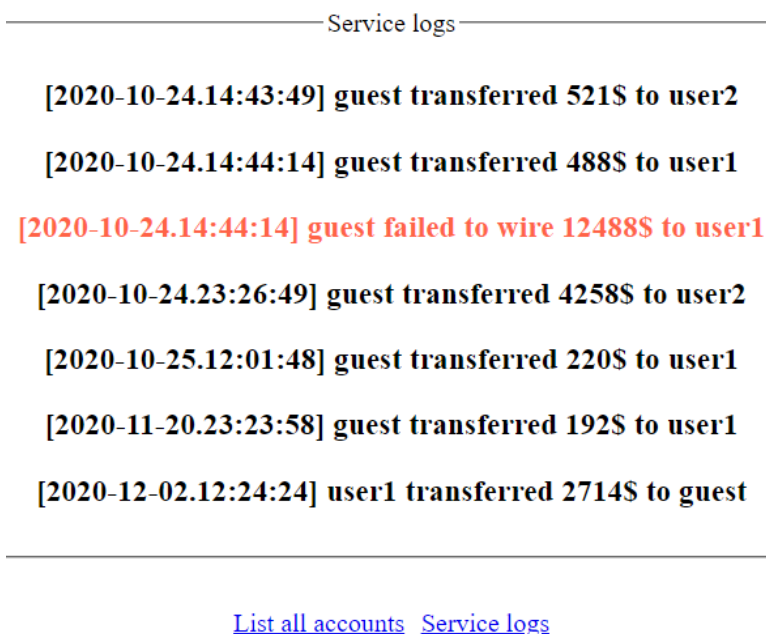 Service logs
[2020-10-24.14:43:49] guest transferred 521$ to user2
[2020-10-24.14:44:14] guest transferred 488$ to user1
[2020-10-24.14:44:14] guest failed to wire 12488$ to user1
[2020-10-24.23:26:49] guest transferred 4258$ to user2
[2020-10-25.12:01:48] guest transferred 220$ to user1
[2020-11-20.23:23:58] guest transferred 192$ to user1
[2020-12-02.12:24:24] user1 transferred 2714$ to guest
List all accounts Service logs